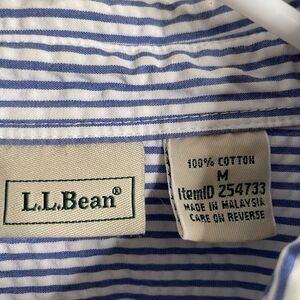 L.L.Bean®
100% COTTON
M
ItemID 254733
MADE IN MALAYSIA
CARE ON REVERSE